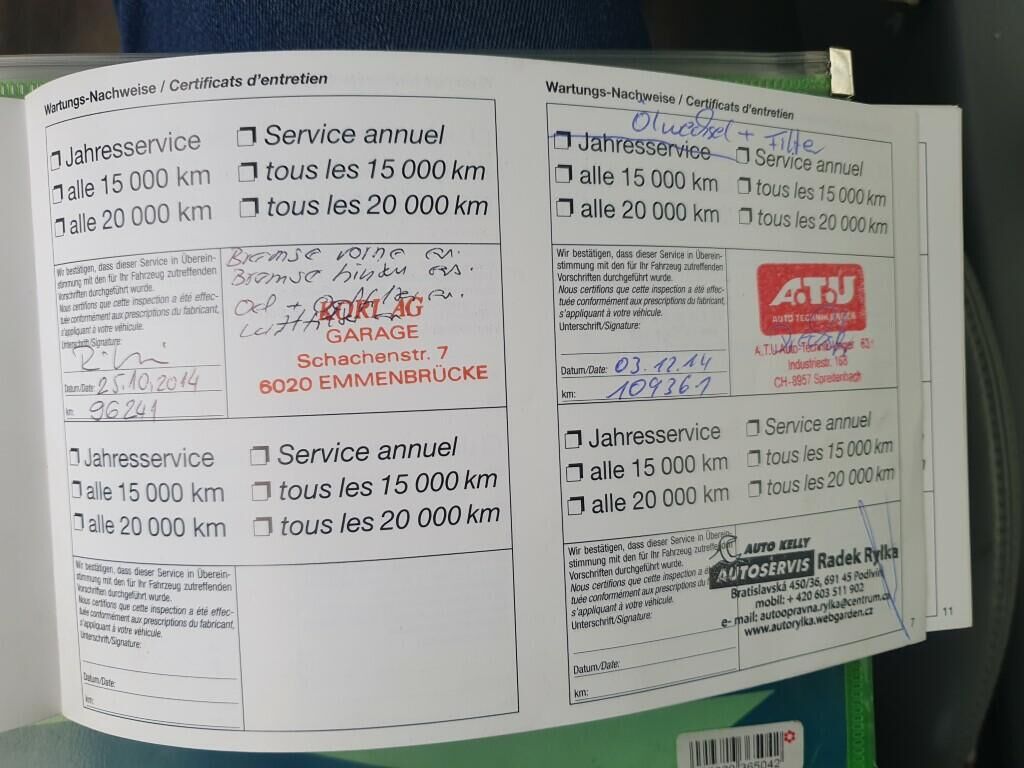 Wartungs-Nachweise / Certificats d'entretien
Jahresservice
Service annuel
alle 15 000 km
tous les 15 000 km
alle 20 000 km
tous les 20 000 km
Wir bestätigen, dass dieser Service in Überein-
stimmung mit den für Ihr Fahrzeug zutreffenden
Vorschriften durchgeführt wurde.
Nous certifions que cette inspection a été effec-
tuée conformément aux prescriptions du fabricant,
s'appliquant à votre véhicule.
Unterschrift/Signature:
Datum/Date: 25.10.2014
km: 96241
Bremse vorne
Bremse hinten
AG
GARAGE
Schachenstr. 7
6020 EMMENBRÜCKE
Jahresservice
Service annuel
alle 15 000 km
tous les 15 000 km
alle 20 000 km
tous les 20 000 km
Wir bestätigen, dass dieser Service in Überein-
stimmung mit den für Ihr Fahrzeug zutreffenden
Vorschriften durchgeführt wurde.
Nous certifions que cette inspection a été effec-
tuée conformément aux prescriptions du fabricant,
s'appliquant à votre véhicule.
Unterschrift/Signature:
Datum/Date:
km:
Wartungs-Nachweise / Certificats d'entretien
Ölwechsel + Filter
Jahresservice
Service annuel
alle 15 000 km
tous les 15 000 km
alle 20 000 km
tous les 20 000 km
Wir bestätigen, dass dieser Service in Überein-
stimmung mit den für Ihr Fahrzeug zutreffenden
Vorschriften durchgeführt wurde.
Nous certifions que cette inspection a été effec-
tuée conformément aux prescriptions du fabricant,
s'appliquant à votre véhicule.
Unterschrift/Signature:
Datum/Date: 03.12.14
km: 109361
A.T.U
Industriestr. 168
CH-8957 Spreitenbach
Jahresservice
Service annuel
alle 15 000 km
tous les 15 000 km
alle 20 000 km
tous les 20 000 km
Wir bestätigen, dass dieser Service in Überein-
stimmung mit den für Ihr Fahrzeug zutreffenden
Vorschriften durchgeführt wurde.
Nous certifions que cette inspection a é
tuée conformément aux prescriptions du f
s'appliquant à votre véhicule.
Unterschrift/Signature:
Datum/Date:
km:
AUTO KELLY
AUTOSERVIS Radek Rylka
Bratislavská 450/36, 691 45 Podivín
mobil: + 420 603 511 902
e- mail: autoopravna.rylka@centrum.cz
www.autorylka.webgarden.cz
7
11
365042